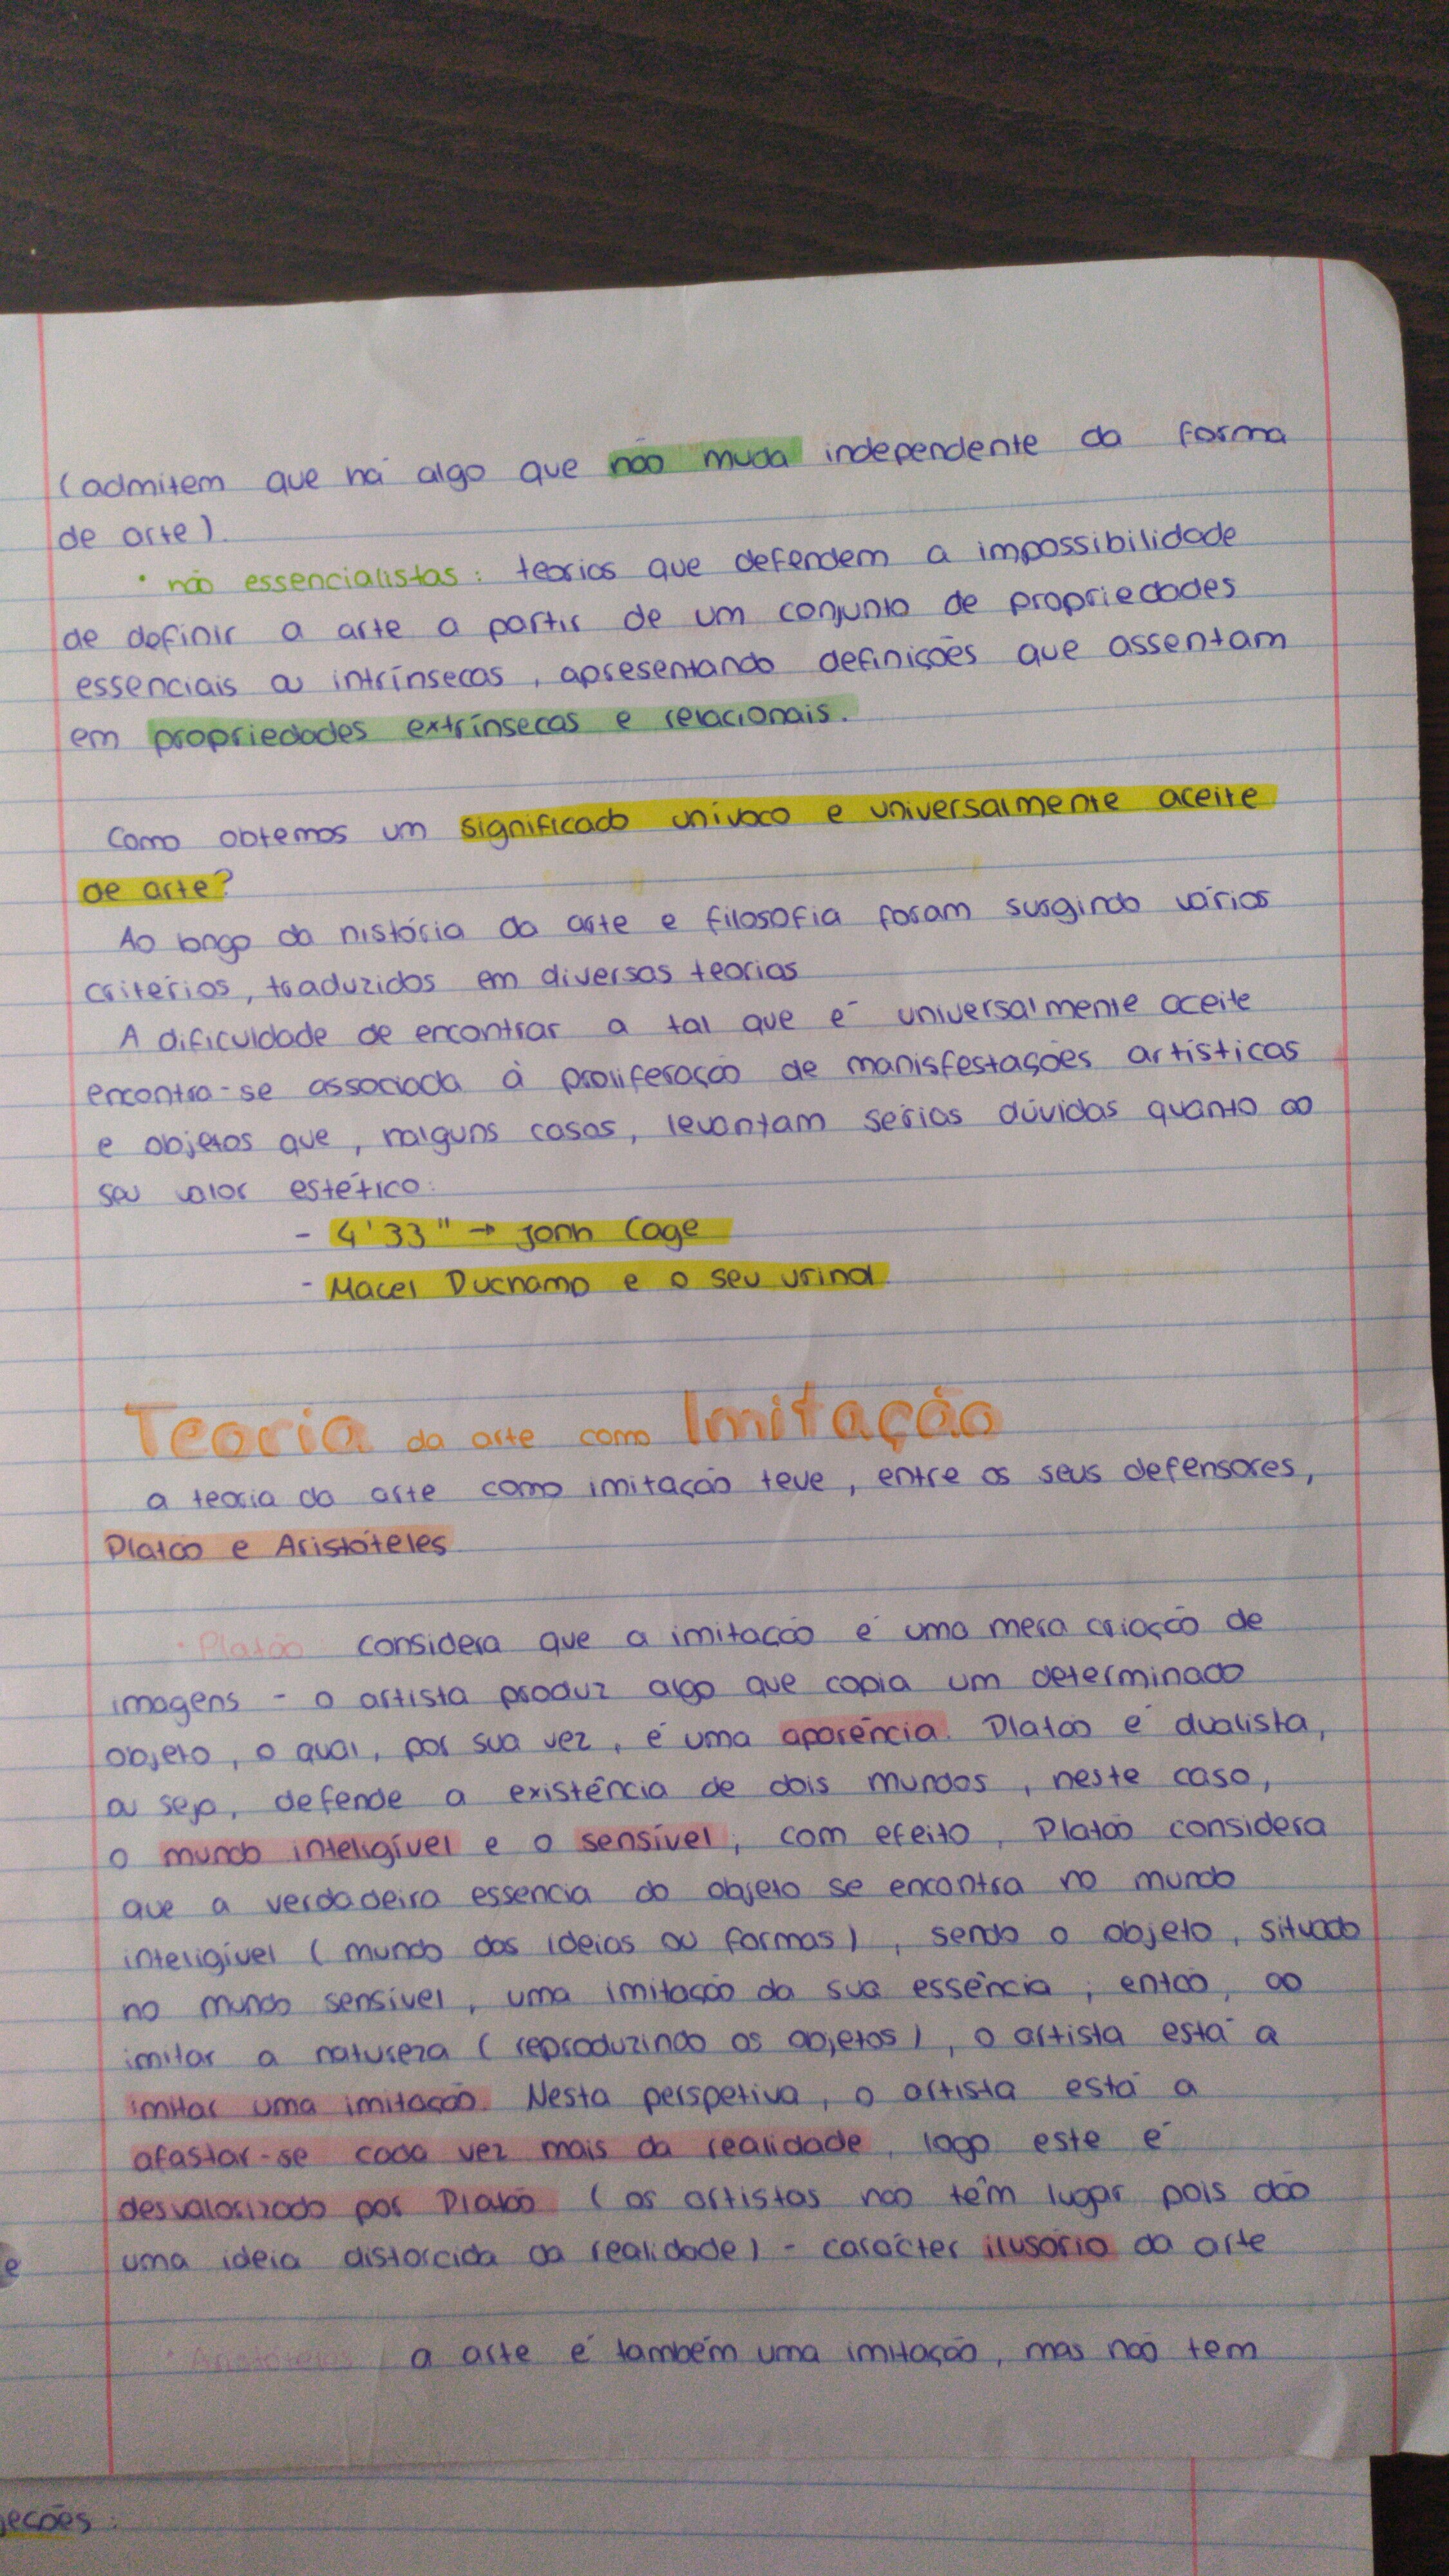 (admitem que há algo que não muda independente da forma
de arte).
• não essencialistas: teorias que defendem a impossibilidade
de definir a arte a partir de um conjunto de propriedades
essenciais ou intrínsecas, apresentando definições que assentam
em propriedades extrínsecas e relacionais.
Como obtemos um significado unívoco e universalmente aceite
de arte?
Ao longo da história da arte e filosofia foram surgindo vários
critérios, traduzidos em diversas teorias
A dificuldade de encontrar a tal que é universalmente aceite
encontra-se associada à proliferação de manisfestações artísticas
e objetos que, nalguns casos, levantam sérias dúvidas quanto ao
seu valor estético:
- 4'33" → Jonh Cage
- Macel Duchamp e o seu urinol
Teoria da arte como Imitação
a teoria da arte como imitação teve, entre os seus defensores,
Platão e Aristóteles
• Platão: considera que a imitação é uma mera criação de
imagens - o artista produz algo que copia um determinado
objeto, o qual, por sua vez, é uma aparência. Platão é dualista,
ou seja, defende a existência de dois mundos, neste caso,
o mundo inteligível e o sensível; com efeito, Platão considera
que a verdadeira essencia do objeto se encontra no mundo
inteligível (mundo das ideias ou formas), sendo o objeto, situado
no mundo sensível, uma imitação da sua essência; então, ao
imitar a natureza (reproduzindo os objetos), o artista está a
imitar uma imitação. Nesta perspetiva, o artista está a
afastar-se cada vez mais da realidade, logo este é
desvalorizado por Platão (os artistas não têm lugar pois dão
uma ideia distorcida da realidade) - carácter ilusório da arte
• Aristóteles: a arte é também uma imitação, mas não tem
e
jeções: